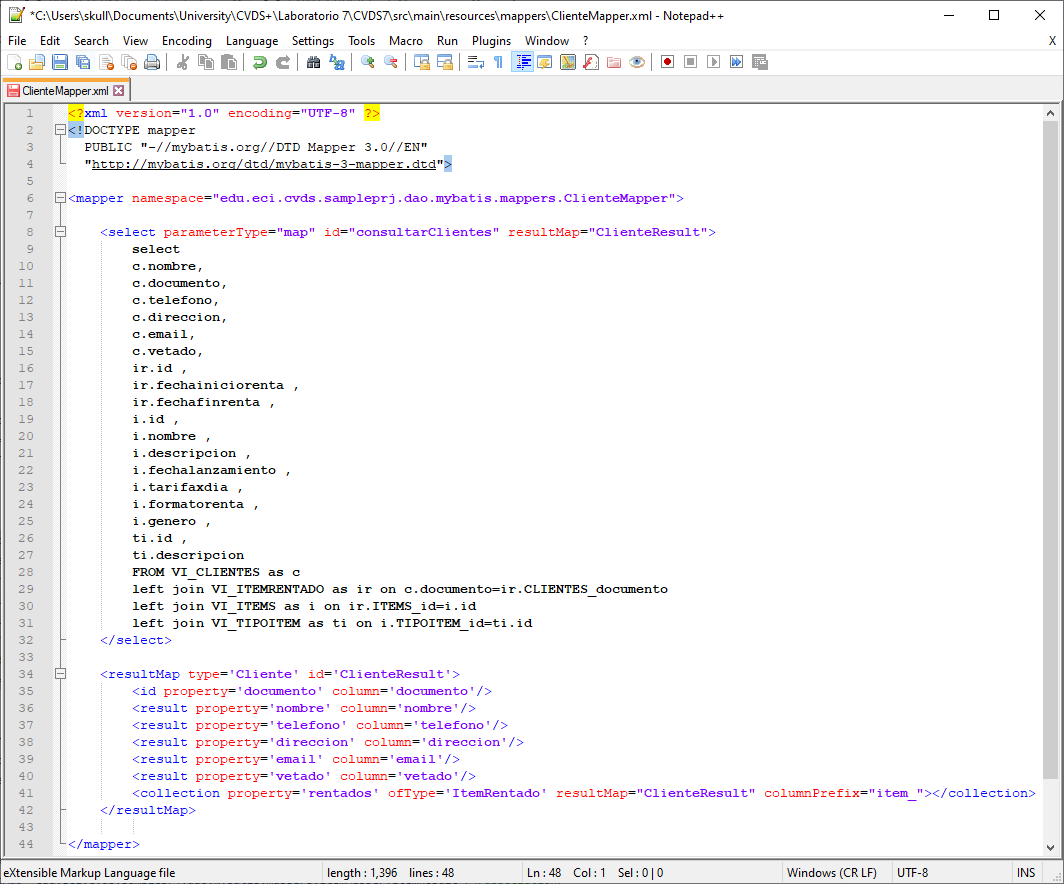 *C:\Users\skull\Documents\University\CVDS+\Laboratorio 7\CVDS7\src\main\resources\mappers\ClienteMapper.xml - Notepad++
File Edit Search View Encoding Language Settings Tools Macro Run Plugins Window ? X
ClienteMapper.xml
1 <?xml version="1.0" encoding="UTF-8" ?>
2 <!DOCTYPE mapper
3 PUBLIC "-//mybatis.org//DTD Mapper 3.0//EN"
4 "http://mybatis.org/dtd/mybatis-3-mapper.dtd">
5
6 <mapper namespace="edu.eci.cvds.sampleprj.dao.mybatis.mappers.ClienteMapper">
7
8 <select parameterType="map" id="consultarClientes" resultMap="ClienteResult">
9 select
10 c.nombre,
11 c.documento,
12 c.telefono,
13 c.direccion,
14 c.email,
15 c.vetado,
16 ir.id ,
17 ir.fechainiciorenta ,
18 ir.fechafinrenta ,
19 i.id ,
20 i.nombre ,
21 i.descripcion ,
22 i.fechalanzamiento ,
23 i.tarifaxdia ,
24 i.formatorenta ,
25 i.genero ,
26 ti.id ,
27 ti.descripcion
28 FROM VI_CLIENTES as c
29 left join VI_ITEMRENTADO as ir on c.documento=ir.CLIENTES_documento
30 left join VI_ITEMS as i on ir.ITEMS_id=i.id
31 left join VI_TIPOITEM as ti on i.TIPOITEM_id=ti.id
32 </select>
33
34 <resultMap type='Cliente' id='ClienteResult'>
35 <id property='documento' column='documento'/>
36 <result property='nombre' column='nombre'/>
37 <result property='telefono' column='telefono'/>
38 <result property='direccion' column='direccion'/>
39 <result property='email' column='email'/>
40 <result property='vetado' column='vetado'/>
41 <collection property='rentados' ofType='ItemRentado' resultMap="ClienteResult" columnPrefix="item_"></collection>
42 </resultMap>
43
44 </mapper>
eXtensible Markup Language file length : 1,396 lines : 48 Ln : 48 Col : 1 Sel : 0 | 0 Windows (CR LF) UTF-8 INS